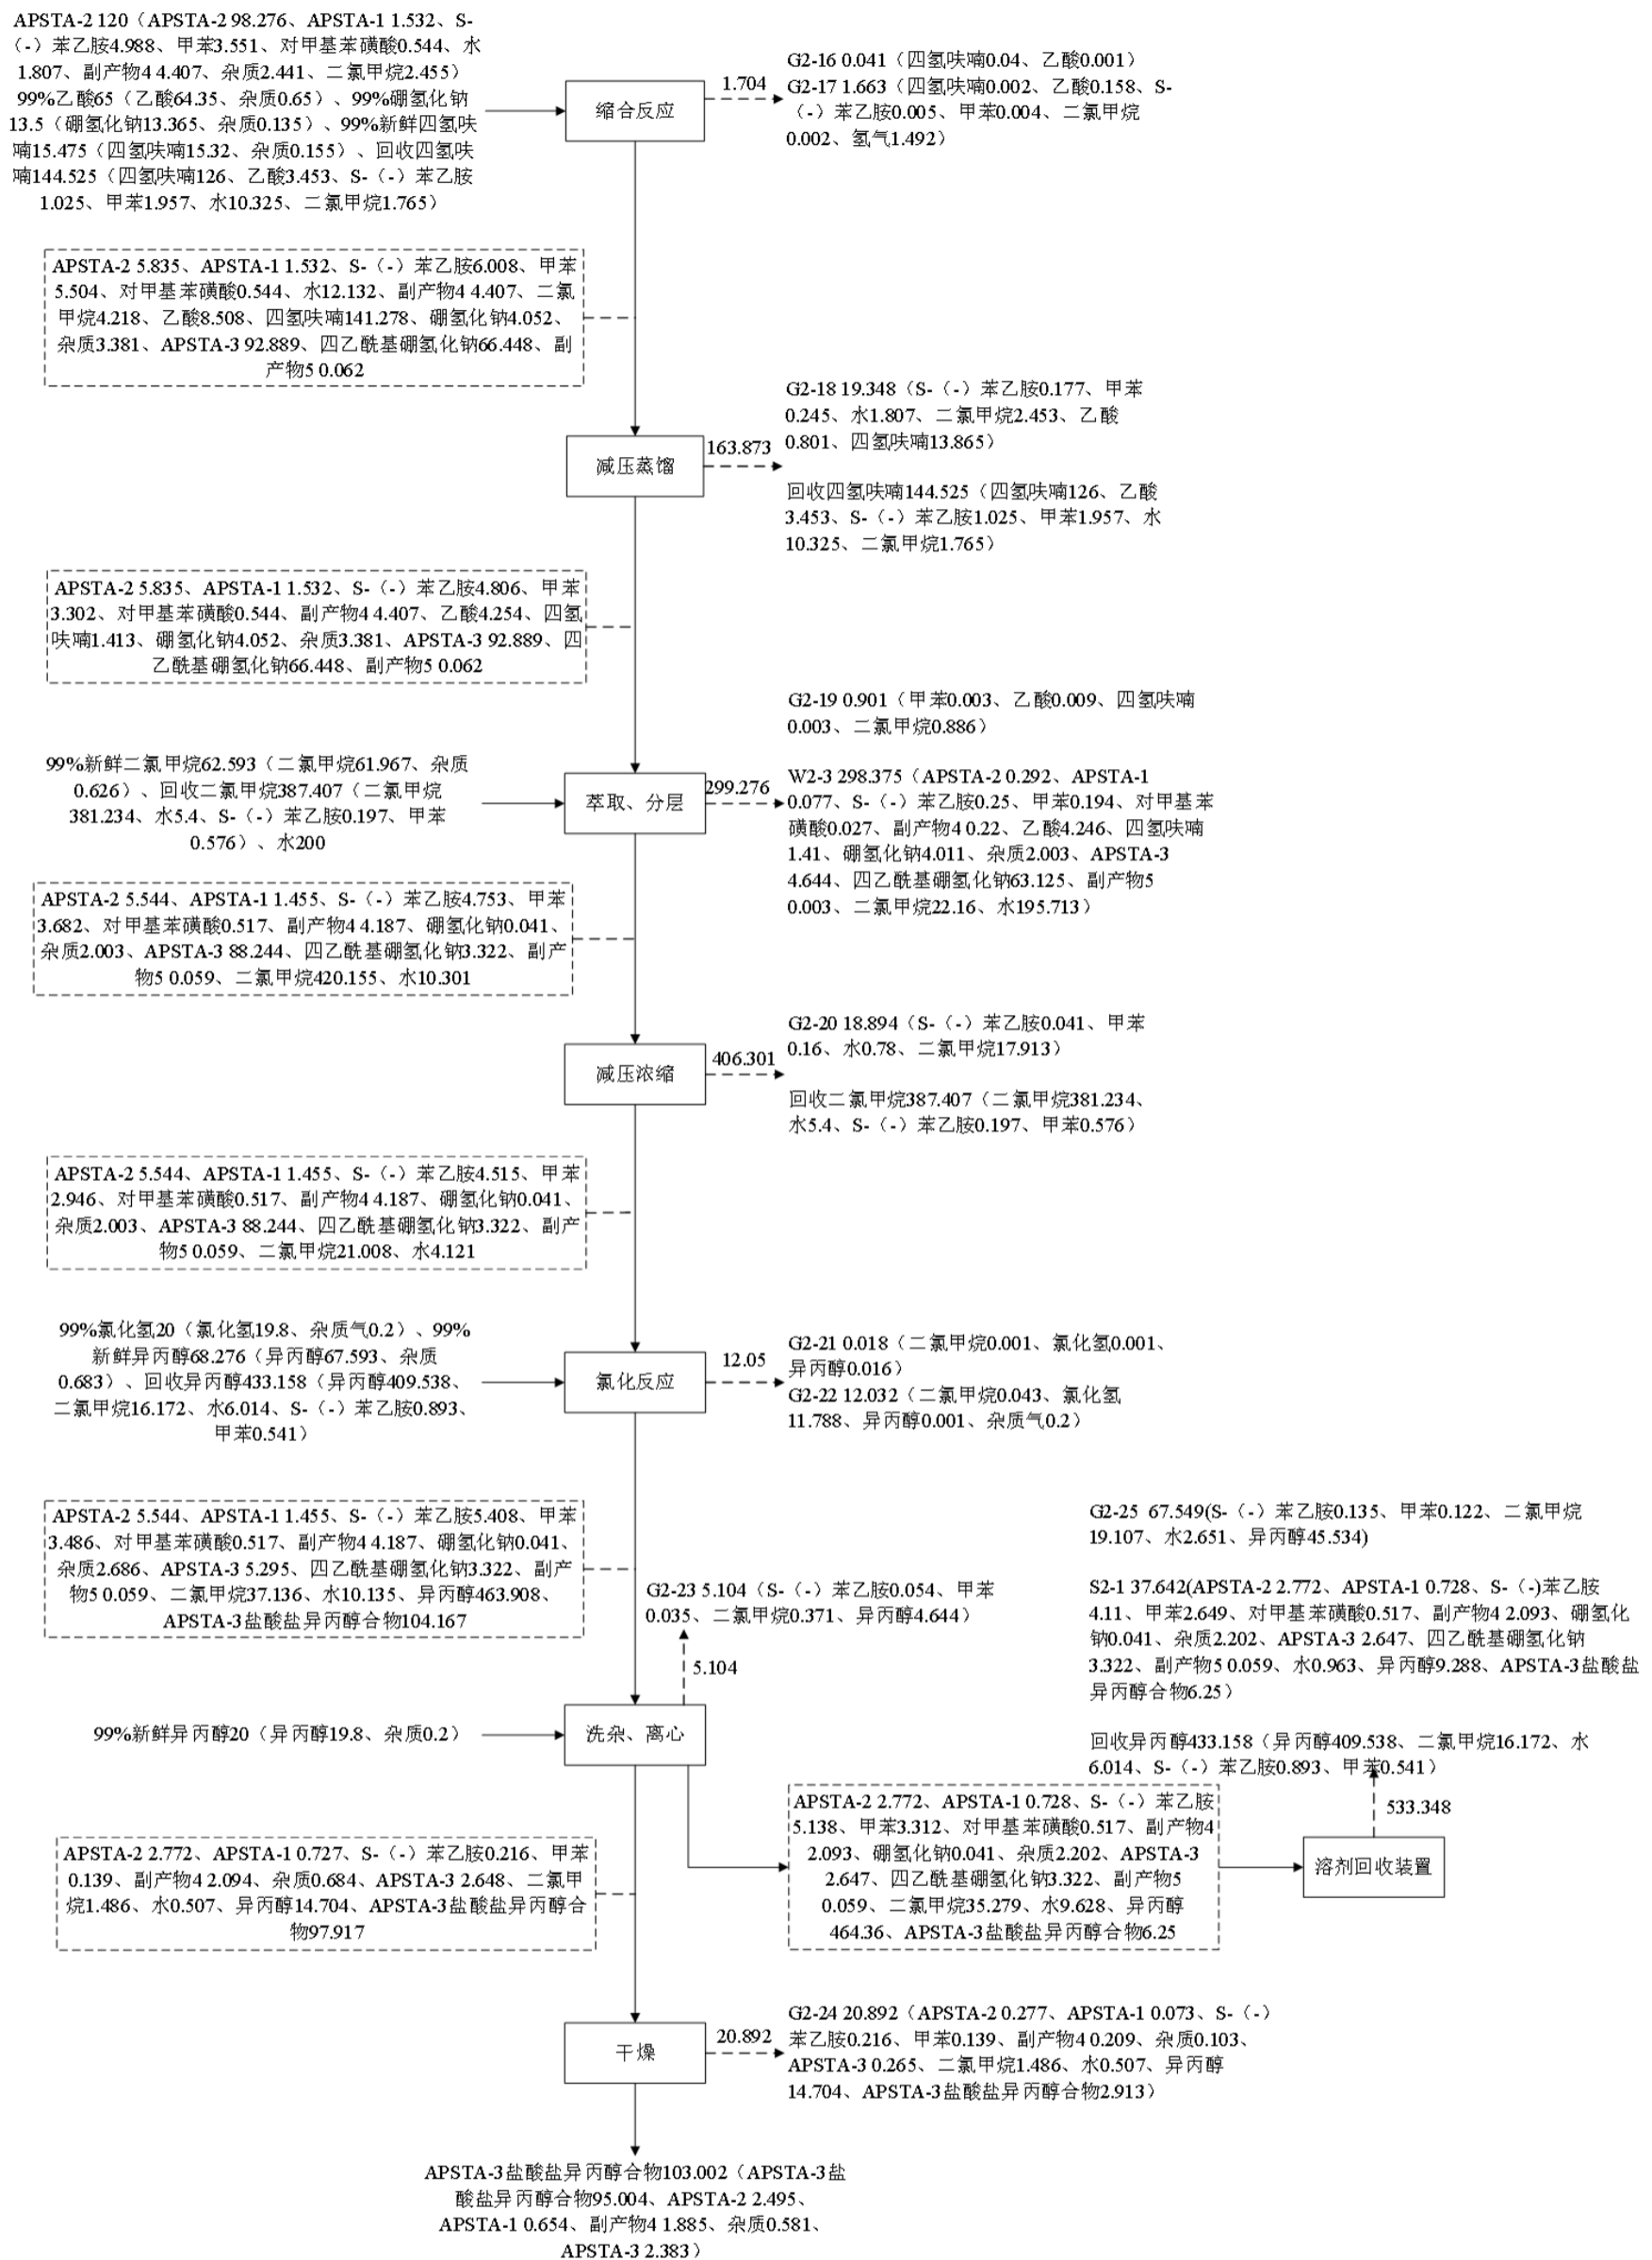 APSTA-2 120（APSTA-2 98.276、APSTA-1 1.532、S-
（-）苯乙胺4.988、甲苯3.551、对甲基苯磺酸0.544、水
1.807、副产物4 4.407、杂质2.441、二氯甲烷2.455）
99%乙酸65（乙酸64.35、杂质0.65）、99%硼氢化钠
13.5（硼氢化钠13.365、杂质0.135）、99%新鲜四氢呋
喃15.475（四氢呋喃15.32、杂质0.155）、回收四氢呋
喃144.525（四氢呋喃126、乙酸3.453、S-（-）苯乙胺
1.025、甲苯1.957、水10.325、二氯甲烷1.765）
缩合反应
1.704
G2-16 0.041（四氢呋喃0.04、乙酸0.001）
G2-17 1.663（四氢呋喃0.002、乙酸0.158、S-
（-）苯乙胺0.005、甲苯0.004、二氯甲烷
0.002、氢气1.492）
APSTA-2 5.835、APSTA-1 1.532、S-（-）苯乙胺6.008、甲苯
5.504、对甲基苯磺酸0.544、水12.132、副产物4 4.407、二氯
甲烷4.218、乙酸8.508、四氢呋喃141.278、硼氢化钠4.052、
杂质3.381、APSTA-3 92.889、四乙酰基硼氢化钠66.448、副
产物5 0.062
减压蒸馏
163.873
G2-18 19.348（S-（-）苯乙胺0.177、甲苯
0.245、水1.807、二氯甲烷2.453、乙酸
0.801、四氢呋喃13.865）
回收四氢呋喃144.525（四氢呋喃126、乙酸
3.453、S-（-）苯乙胺1.025、甲苯1.957、水
10.325、二氯甲烷1.765）
APSTA-2 5.835、APSTA-1 1.532、S-（-）苯乙胺4.806、甲苯
3.302、对甲基苯磺酸0.544、副产物4 4.407、乙酸4.254、四氢
呋喃1.413、硼氢化钠4.052、杂质3.381、APSTA-3 92.889、四
乙酰基硼氢化钠66.448、副产物5 0.062
99%新鲜二氯甲烷62.593（二氯甲烷61.967、杂质
0.626）、回收二氯甲烷387.407（二氯甲烷
381.234、水5.4、S-（-）苯乙胺0.197、甲苯
0.576）、水200
萃取、分层
299.276
G2-19 0.901（甲苯0.003、乙酸0.009、四氢呋喃
0.003、二氯甲烷0.886）
W2-3 298.375（APSTA-2 0.292、APSTA-1
0.077、S-（-）苯乙胺0.25、甲苯0.194、对甲基苯
磺酸0.027、副产物4 0.22、乙酸4.246、四氢呋喃
1.41、硼氢化钠4.011、杂质2.003、APSTA-3
4.644、四乙酰基硼氢化钠63.125、副产物5
0.003、二氯甲烷22.16、水195.713）
APSTA-2 5.544、APSTA-1 1.455、S-（-）苯乙胺4.753、甲苯
3.682、对甲基苯磺酸0.517、副产物4 4.187、硼氢化钠0.041、
杂质2.003、APSTA-3 88.244、四乙酰基硼氢化钠3.322、副产
物5 0.059、二氯甲烷420.155、水10.301
减压浓缩
406.301
G2-20 18.894（S-（-）苯乙胺0.041、甲苯
0.16、水0.78、二氯甲烷17.913）
回收二氯甲烷387.407（二氯甲烷381.234、
水5.4、S-（-）苯乙胺0.197、甲苯0.576）
APSTA-2 5.544、APSTA-1 1.455、S-（-）苯乙胺4.515、甲苯
2.946、对甲基苯磺酸0.517、副产物4 4.187、硼氢化钠0.041、
杂质2.003、APSTA-3 88.244、四乙酰基硼氢化钠3.322、副产
物5 0.059、二氯甲烷21.008、水4.121
99%氯化氢20（氯化氢19.8、杂质气0.2）、99%
新鲜异丙醇68.276（异丙醇67.593、杂质
0.683）、回收异丙醇433.158（异丙醇409.538、
二氯甲烷16.172、水6.014、S-（-）苯乙胺0.893、
甲苯0.541）
氯化反应
12.05
G2-21 0.018（二氯甲烷0.001、氯化氢0.001、
异丙醇0.016）
G2-22 12.032（二氯甲烷0.043、氯化氢
11.788、异丙醇0.001、杂质气0.2）
APSTA-2 5.544、APSTA-1 1.455、S-（-）苯乙胺5.408、甲苯
3.486、对甲基苯磺酸0.517、副产物4 4.187、硼氢化钠0.041、
杂质2.686、APSTA-3 5.295、四乙酰基硼氢化钠3.322、副产
物5 0.059、二氯甲烷37.136、水10.135、异丙醇463.908、
APSTA-3盐酸盐异丙醇合物104.167
G2-23 5.104（S-（-）苯乙胺0.054、甲苯
0.035、二氯甲烷0.371、异丙醇4.644）
5.104
99%新鲜异丙醇20（异丙醇19.8、杂质0.2）
洗杂、离心
G2-25 67.549(S-（-）苯乙胺0.135、甲苯0.122、二氯甲烷
19.107、水2.651、异丙醇45.534)
S2-1 37.642(APSTA-2 2.772、APSTA-1 0.728、S-（-)苯乙胺
4.11、甲苯2.649、对甲基苯磺酸0.517、副产物4 2.093、硼氢化
钠0.041、杂质2.202、APSTA-3 2.647、四乙酰基硼氢化钠
3.322、副产物5 0.059、水0.963、异丙醇9.288、APSTA-3盐酸盐
异丙醇合物6.25）
回收异丙醇433.158（异丙醇409.538、二氯甲烷16.172、水
6.014、S-（-）苯乙胺0.893、甲苯0.541）
533.348
APSTA-2 2.772、APSTA-1 0.728、S-（-）苯乙胺
5.138、甲苯3.312、对甲基苯磺酸0.517、副产物4
2.093、硼氢化钠0.041、杂质2.202、APSTA-3
2.647、四乙酰基硼氢化钠3.322、副产物5
0.059、二氯甲烷35.279、水9.628、异丙醇
464.36、APSTA-3盐酸盐异丙醇合物6.25
溶剂回收装置
APSTA-2 2.772、APSTA-1 0.727、S-（-）苯乙胺0.216、甲苯
0.139、副产物4 2.094、杂质0.684、APSTA-3 2.648、二氯甲
烷1.486、水0.507、异丙醇14.704、APSTA-3盐酸盐异丙醇合
物97.917
干燥
20.892
G2-24 20.892（APSTA-2 0.277、APSTA-1 0.073、S-（-）
苯乙胺0.216、甲苯0.139、副产物4 0.209、杂质0.103、
APSTA-3 0.265、二氯甲烷1.486、水0.507、异丙醇
14.704、APSTA-3盐酸盐异丙醇合物2.913）
APSTA-3盐酸盐异丙醇合物103.002（APSTA-3盐
酸盐异丙醇合物95.004、APSTA-2 2.495、
APSTA-1 0.654、副产物4 1.885、杂质0.581、
APSTA-3 2.383）